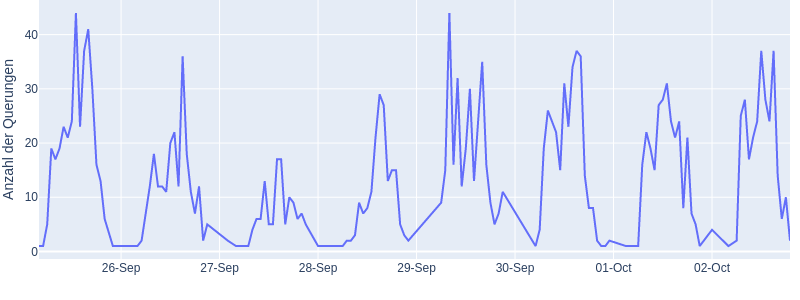 Anzahl der Querungen
40
30
20
10
0
26-Sep
27-Sep
28-Sep
29-Sep
30-Sep
01-Oct
02-Oct